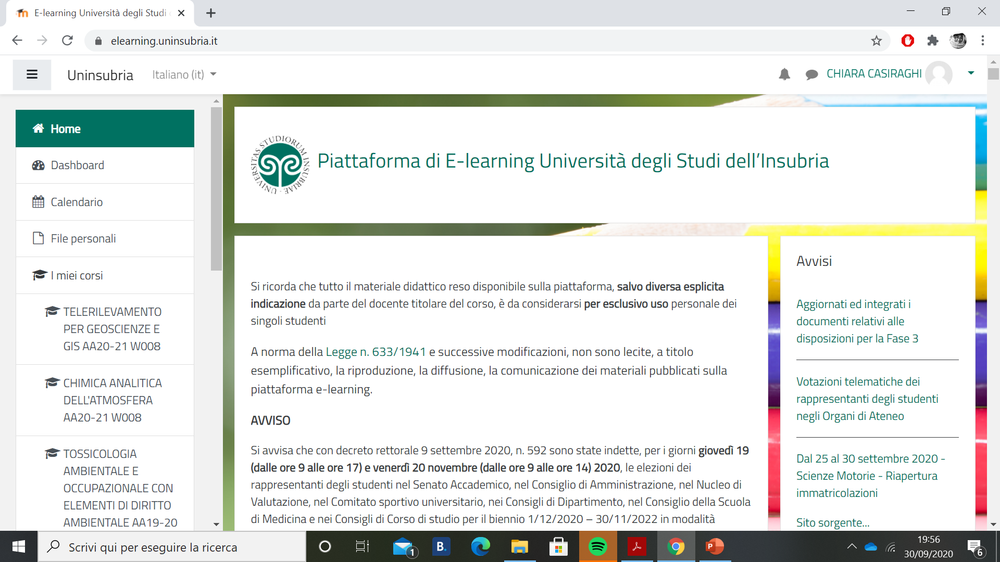 E-learning Università degli Studi
elearning.uninsubria.it
Uninsubria
Italiano (it)
CHIARA CASIRAGHI
Home
Dashboard
Calendario
File personali
I miei corsi
TELERILEVAMENTO
PER GEOSCIENZE E
GIS AA20-21 W008
CHIMICA ANALITICA
DELL'ATMOSFERA
AA20-21 W008
TOSSICOLOGIA
AMBIENTALE E
OCCUPAZIONALE CON
ELEMENTI DI DIRITTO
AMBIENTALE AA19-20
UNIVERSITAS STUDIORUM INSUBRIAE
Piattaforma di E-learning Università degli Studi dell’Insubria
Si ricorda che tutto il materiale didattico reso disponibile sulla piattaforma, salvo diversa esplicita
indicazione da parte del docente titolare del corso, è da considerarsi per esclusivo uso personale dei
singoli studenti
A norma della Legge n. 633/1941 e successive modificazioni, non sono lecite, a titolo
esemplificativo, la riproduzione, la diffusione, la comunicazione dei materiali pubblicati sulla
piattaforma e-learning.
AVVISO
Si avvisa che con decreto rettorale 9 settembre 2020, n. 592 sono state indette, per i giorni giovedì 19
(dalle ore 9 alle ore 17) e venerdì 20 novembre (dalle ore 9 alle ore 14) 2020, le elezioni dei
rappresentanti degli studenti nel Senato Accademico, nel Consiglio di Amministrazione, nel Nucleo di
Valutazione, nel Comitato sportivo universitario, nei Consigli di Dipartimento, nel Consiglio della Scuola
di Medicina e nei Consigli di Corso di studio per il biennio 1/12/2020 – 30/11/2022 in modalità
Avvisi
Aggiornati ed integrati i
documenti relativi alle
disposizioni per la Fase 3
Votazioni telematiche dei
rappresentanti degli studenti
negli Organi di Ateneo
Dal 25 al 30 settembre 2020 -
Scienze Motorie - Riapertura
immatricolazioni
Sito sorgente...
Scrivi qui per eseguire la ricerca
1
B.
P
19:56
30/09/2020
6